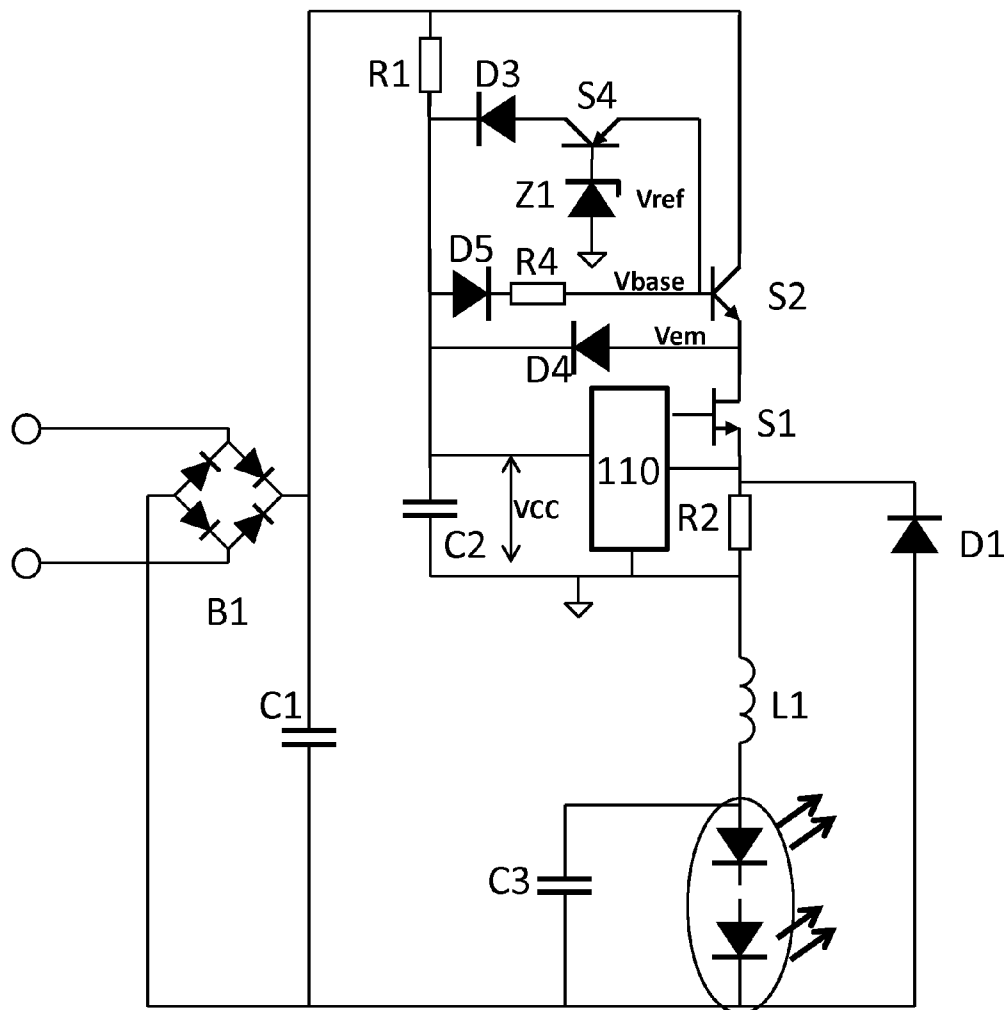 R1
D3
S4
Z1
Vref
D5
R4
Vbase
S2
Vem
D4
S1
110
vcc
C2
R2
D1
B1
C1
L1
C3